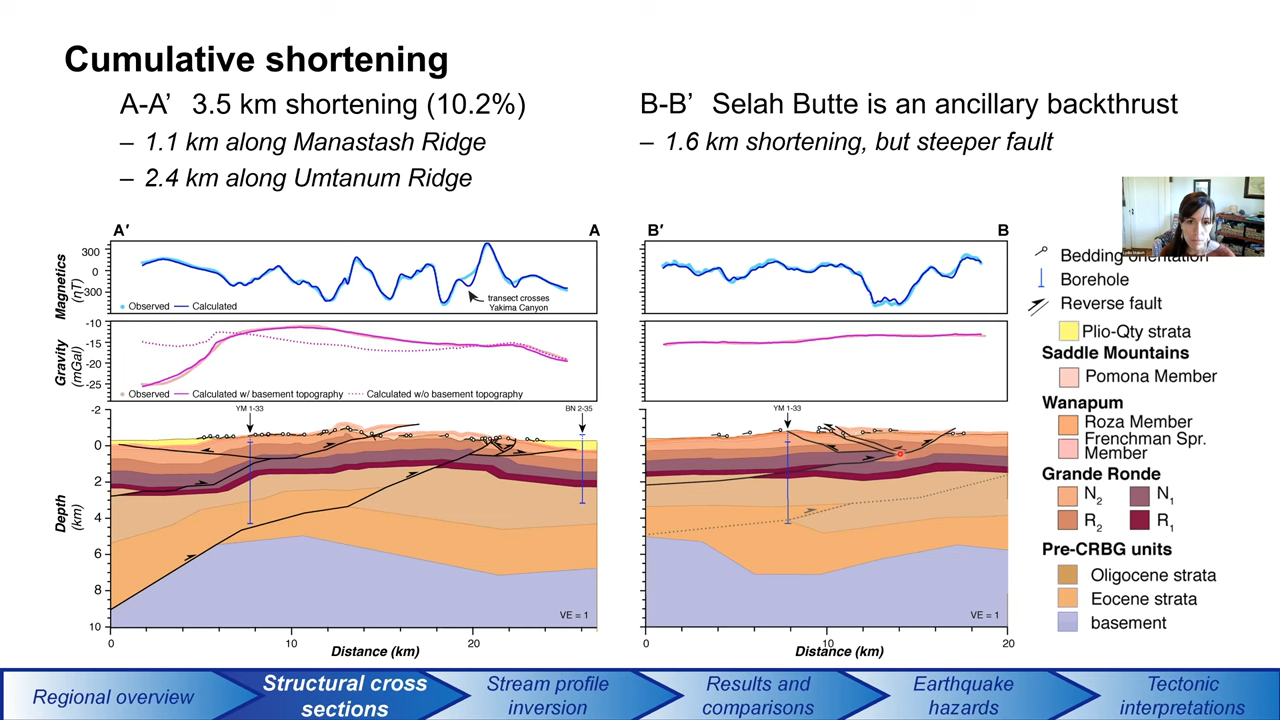 Cumulative shortening
A-A’ 3.5 km shortening (10.2%)
– 1.1 km along Manastash Ridge
– 2.4 km along Umtanum Ridge
B-B’ Selah Butte is an ancillary backthrust
– 1.6 km shortening, but steeper fault
A′
A
Magnetics
(nT)
300
0
-300
Observed
Calculated
transect crosses
Yakima Canyon
Gravity
(mGal)
-10
-15
-20
-25
Observed
Calculated w/ basement topography
Calculated w/o basement topography
YM 1-33
BN 2-35
Depth
(km)
-2
0
2
4
6
8
10
VE = 1
0
10
20
Distance (km)
B′
B
YM 1-33
VE = 1
0
10
20
Distance (km)
Bedding orientation
Borehole
Reverse fault
Plio-Qty strata
Saddle Mountains
Pomona Member
Wanapum
Roza Member
Frenchman Spr.
Member
Grande Ronde
N2
N1
R2
R1
Pre-CRBG units
Oligocene strata
Eocene strata
basement
Regional overview
Structural cross
sections
Stream profile
inversion
Results and
comparisons
Earthquake
hazards
Tectonic
interpretations